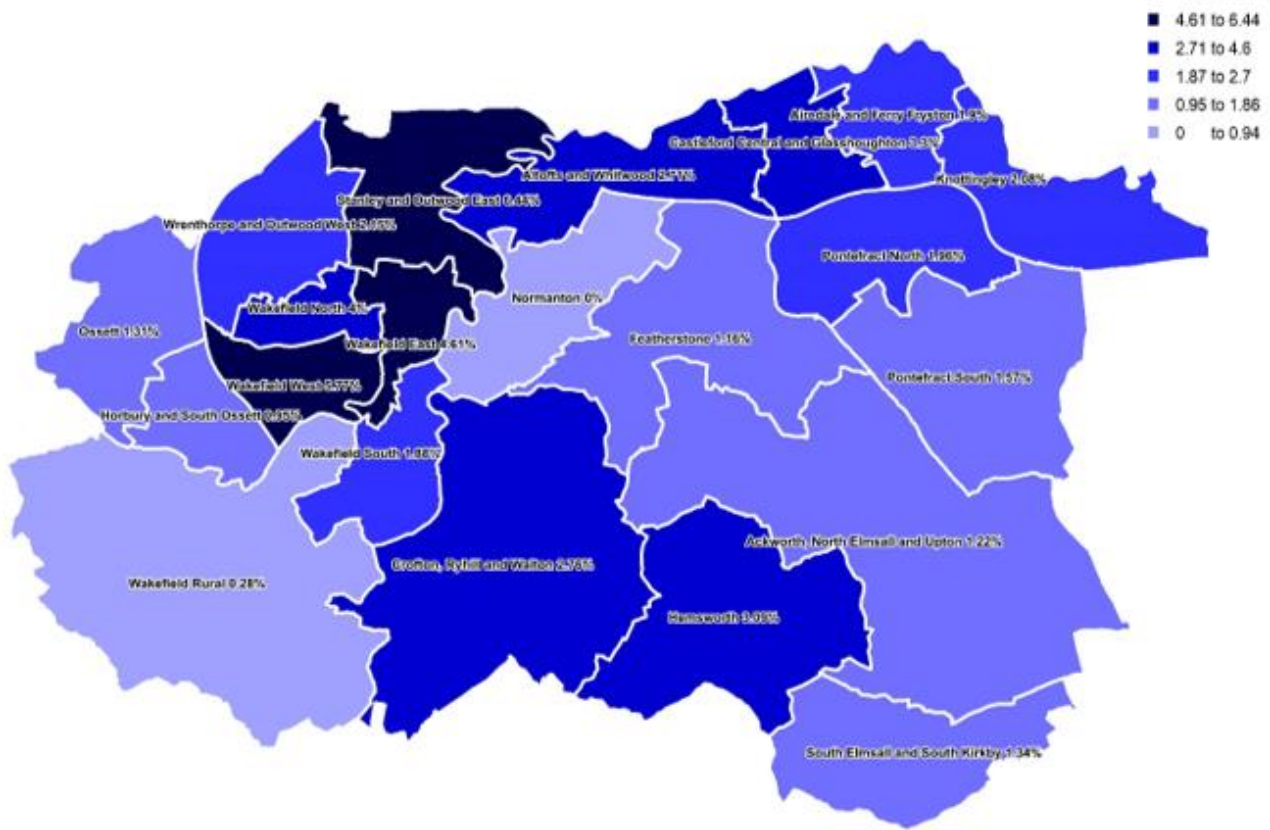 4.61 to 6.44
2.71 to 4.6
1.87 to 2.7
0.95 to 1.86
0 to 0.94
Airedale and Ferry Fryston 1.9%
Castleford Central and Glasshoughton 3.3%
Altofts and Whitwood 2.71%
Knottingley 2.08%
Stanley and Outwood East 6.44%
Wrenthorpe and Outwood West 2.15%
Pontefract North 1.96%
Normanton 0%
Wakefield North 4%
Ossett 1.31%
Featherstone 1.16%
Wakefield East 4.61%
Pontefract South 1.57%
Wakefield West 5.77%
Horbury and South Ossett 0.95%
Wakefield South 1.88%
Ackworth, North Elmsall and Upton 1.22%
Crofton, Ryhill and Walton 2.76%
Wakefield Rural 0.28%
Hemsworth 3.09%
South Elmsall and South Kirkby 1.34%